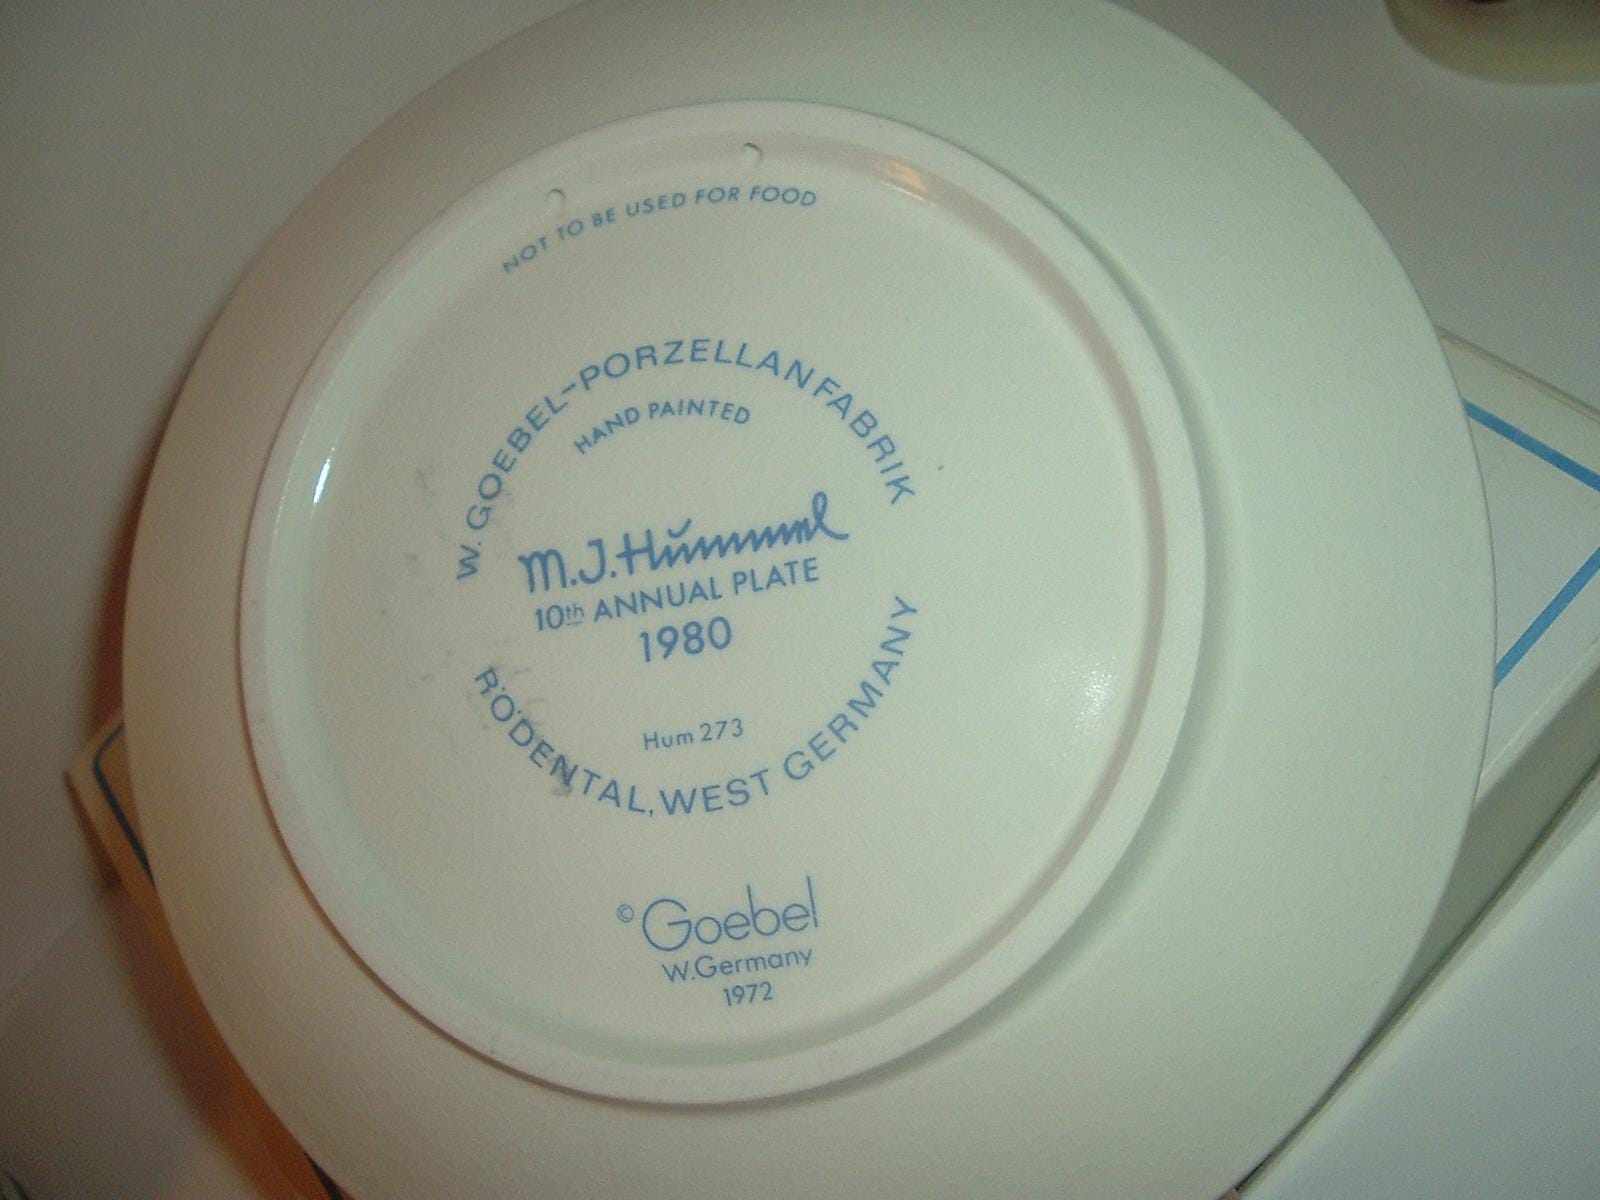 NOT TO BE USED FOR FOOD
W. GOEBEL-PORZELLANFABRIK
HAND PAINTED
M.J.Hummel
10th ANNUAL PLATE
1980
Hum 273
RÖDENTAL, WEST GERMANY
© Goebel
W.Germany
1972